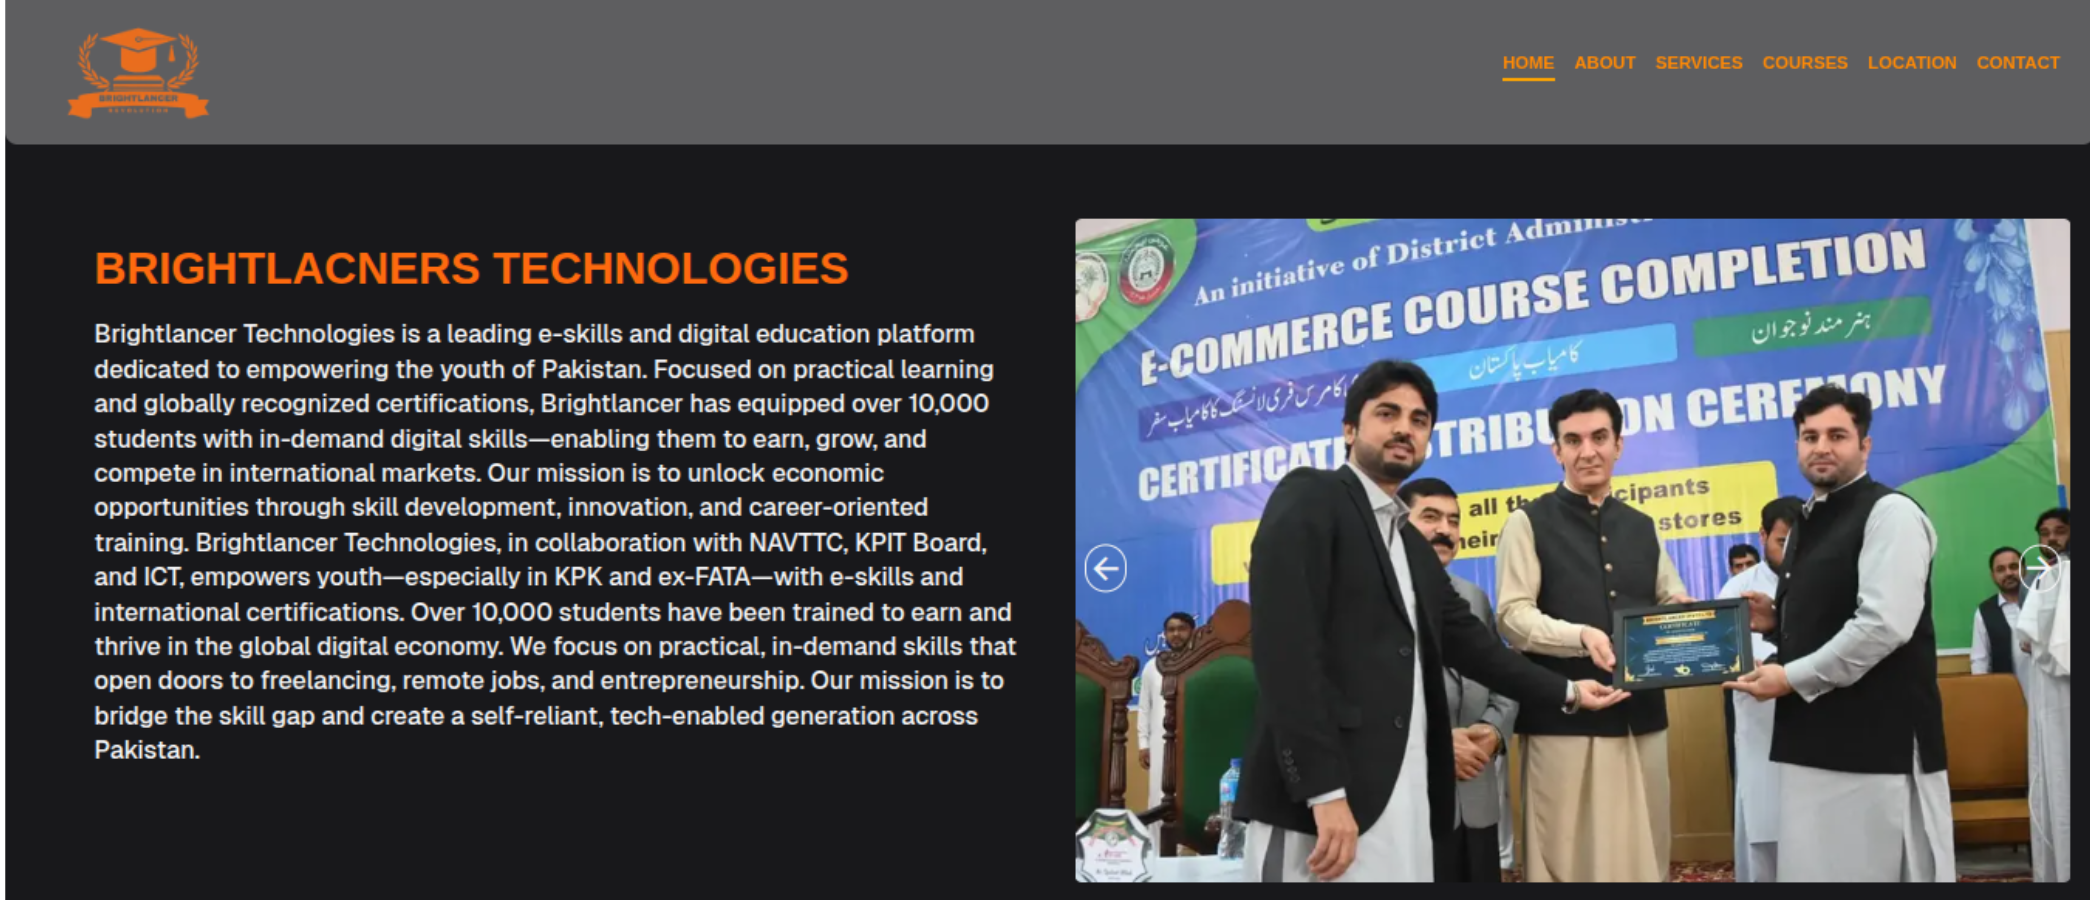 BRIGHTLANCER
REVOLUTION
HOME ABOUT SERVICES COURSES LOCATION CONTACT
BRIGHTLACNERS TECHNOLOGIES
Brightlancer Technologies is a leading e-skills and digital education platform
dedicated to empowering the youth of Pakistan. Focused on practical learning
and globally recognized certifications, Brightlancer has equipped over 10,000
students with in-demand digital skills—enabling them to earn, grow, and
compete in international markets. Our mission is to unlock economic
opportunities through skill development, innovation, and career-oriented
training. Brightlancer Technologies, in collaboration with NAVTTC, KPIT Board,
and ICT, empowers youth—especially in KPK and ex-FATA—with e-skills and
international certifications. Over 10,000 students have been trained to earn and
thrive in the global digital economy. We focus on practical, in-demand skills that
open doors to freelancing, remote jobs, and entrepreneurship. Our mission is to
bridge the skill gap and create a self-reliant, tech-enabled generation across
Pakistan.
An initiative of District
E-COMMERCE COURSE COMPLETION
ہنر مند نوجوان
کامیاب پاکستان
کامرس فری لانسنگ کا کامیاب سفر
CEREMONY
all
stores
CERTIFICATE